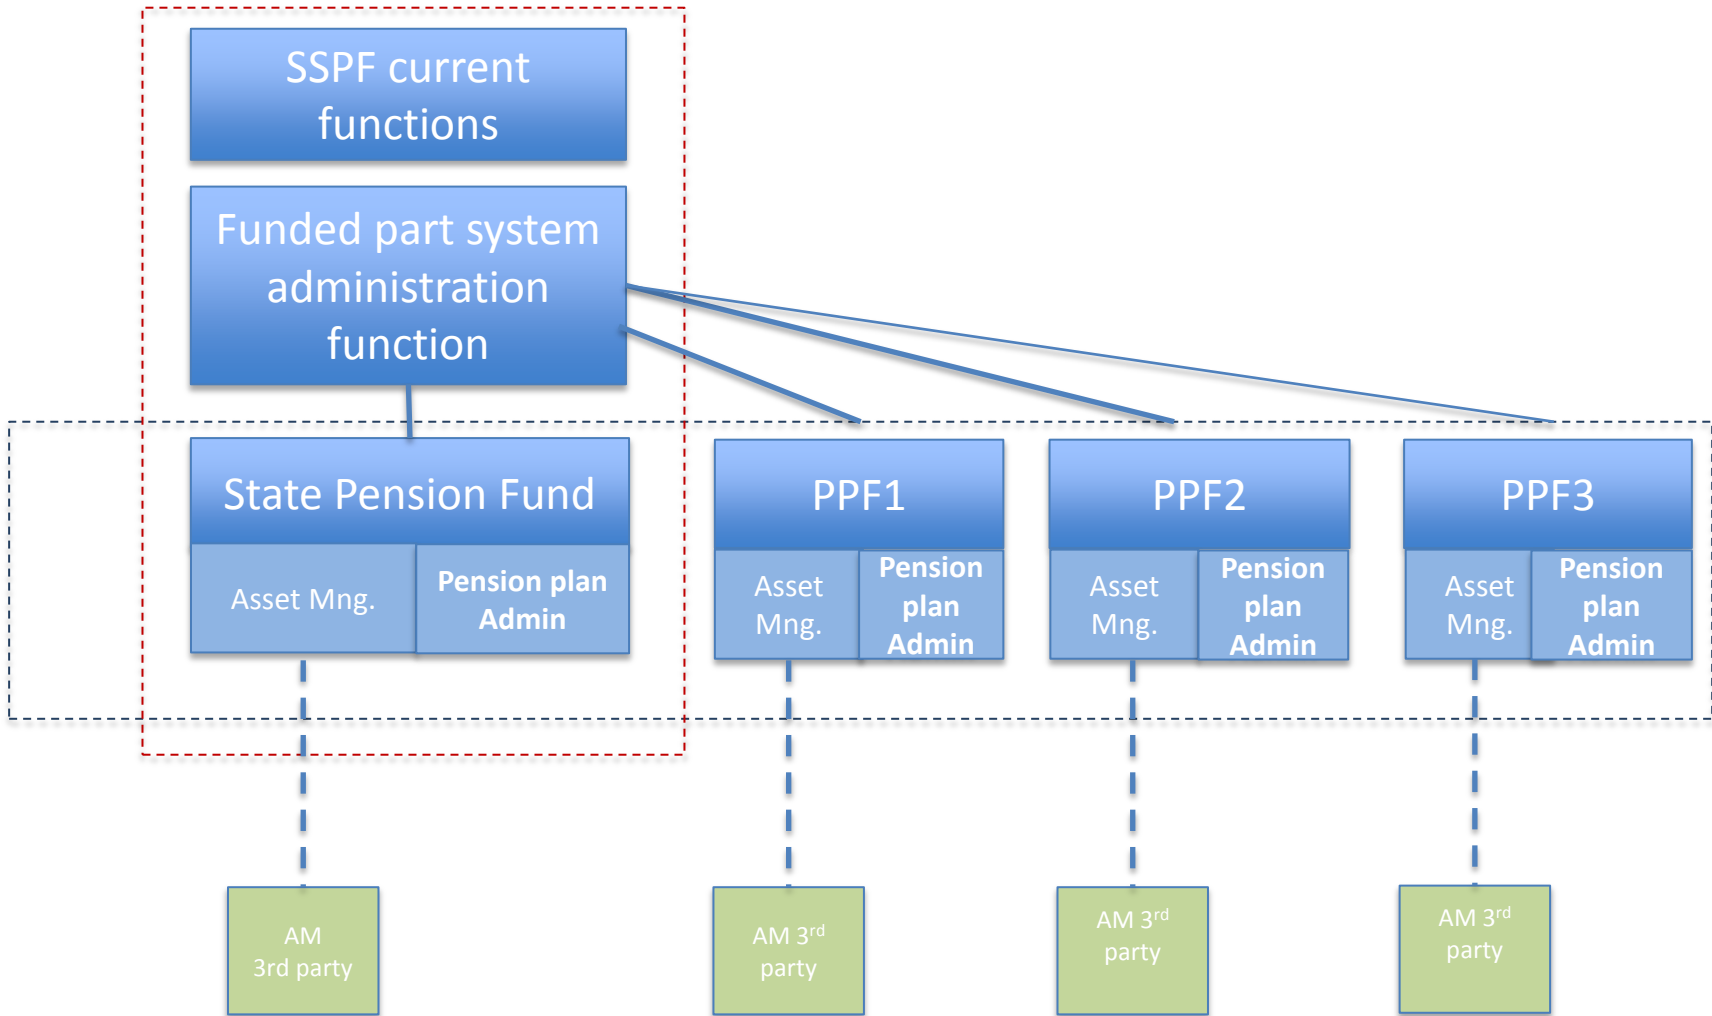 SSPF current
functions
Funded part system
administration
function
State Pension Fund
Asset Mng.
Pension plan
Admin
PPF1
Asset
Mng.
Pension
plan
Admin
PPF2
Asset
Mng.
Pension
plan
Admin
PPF3
Asset
Mng.
Pension
plan
Admin
AM
3rd party
AM 3rd
party
AM 3rd
party
AM 3rd
party